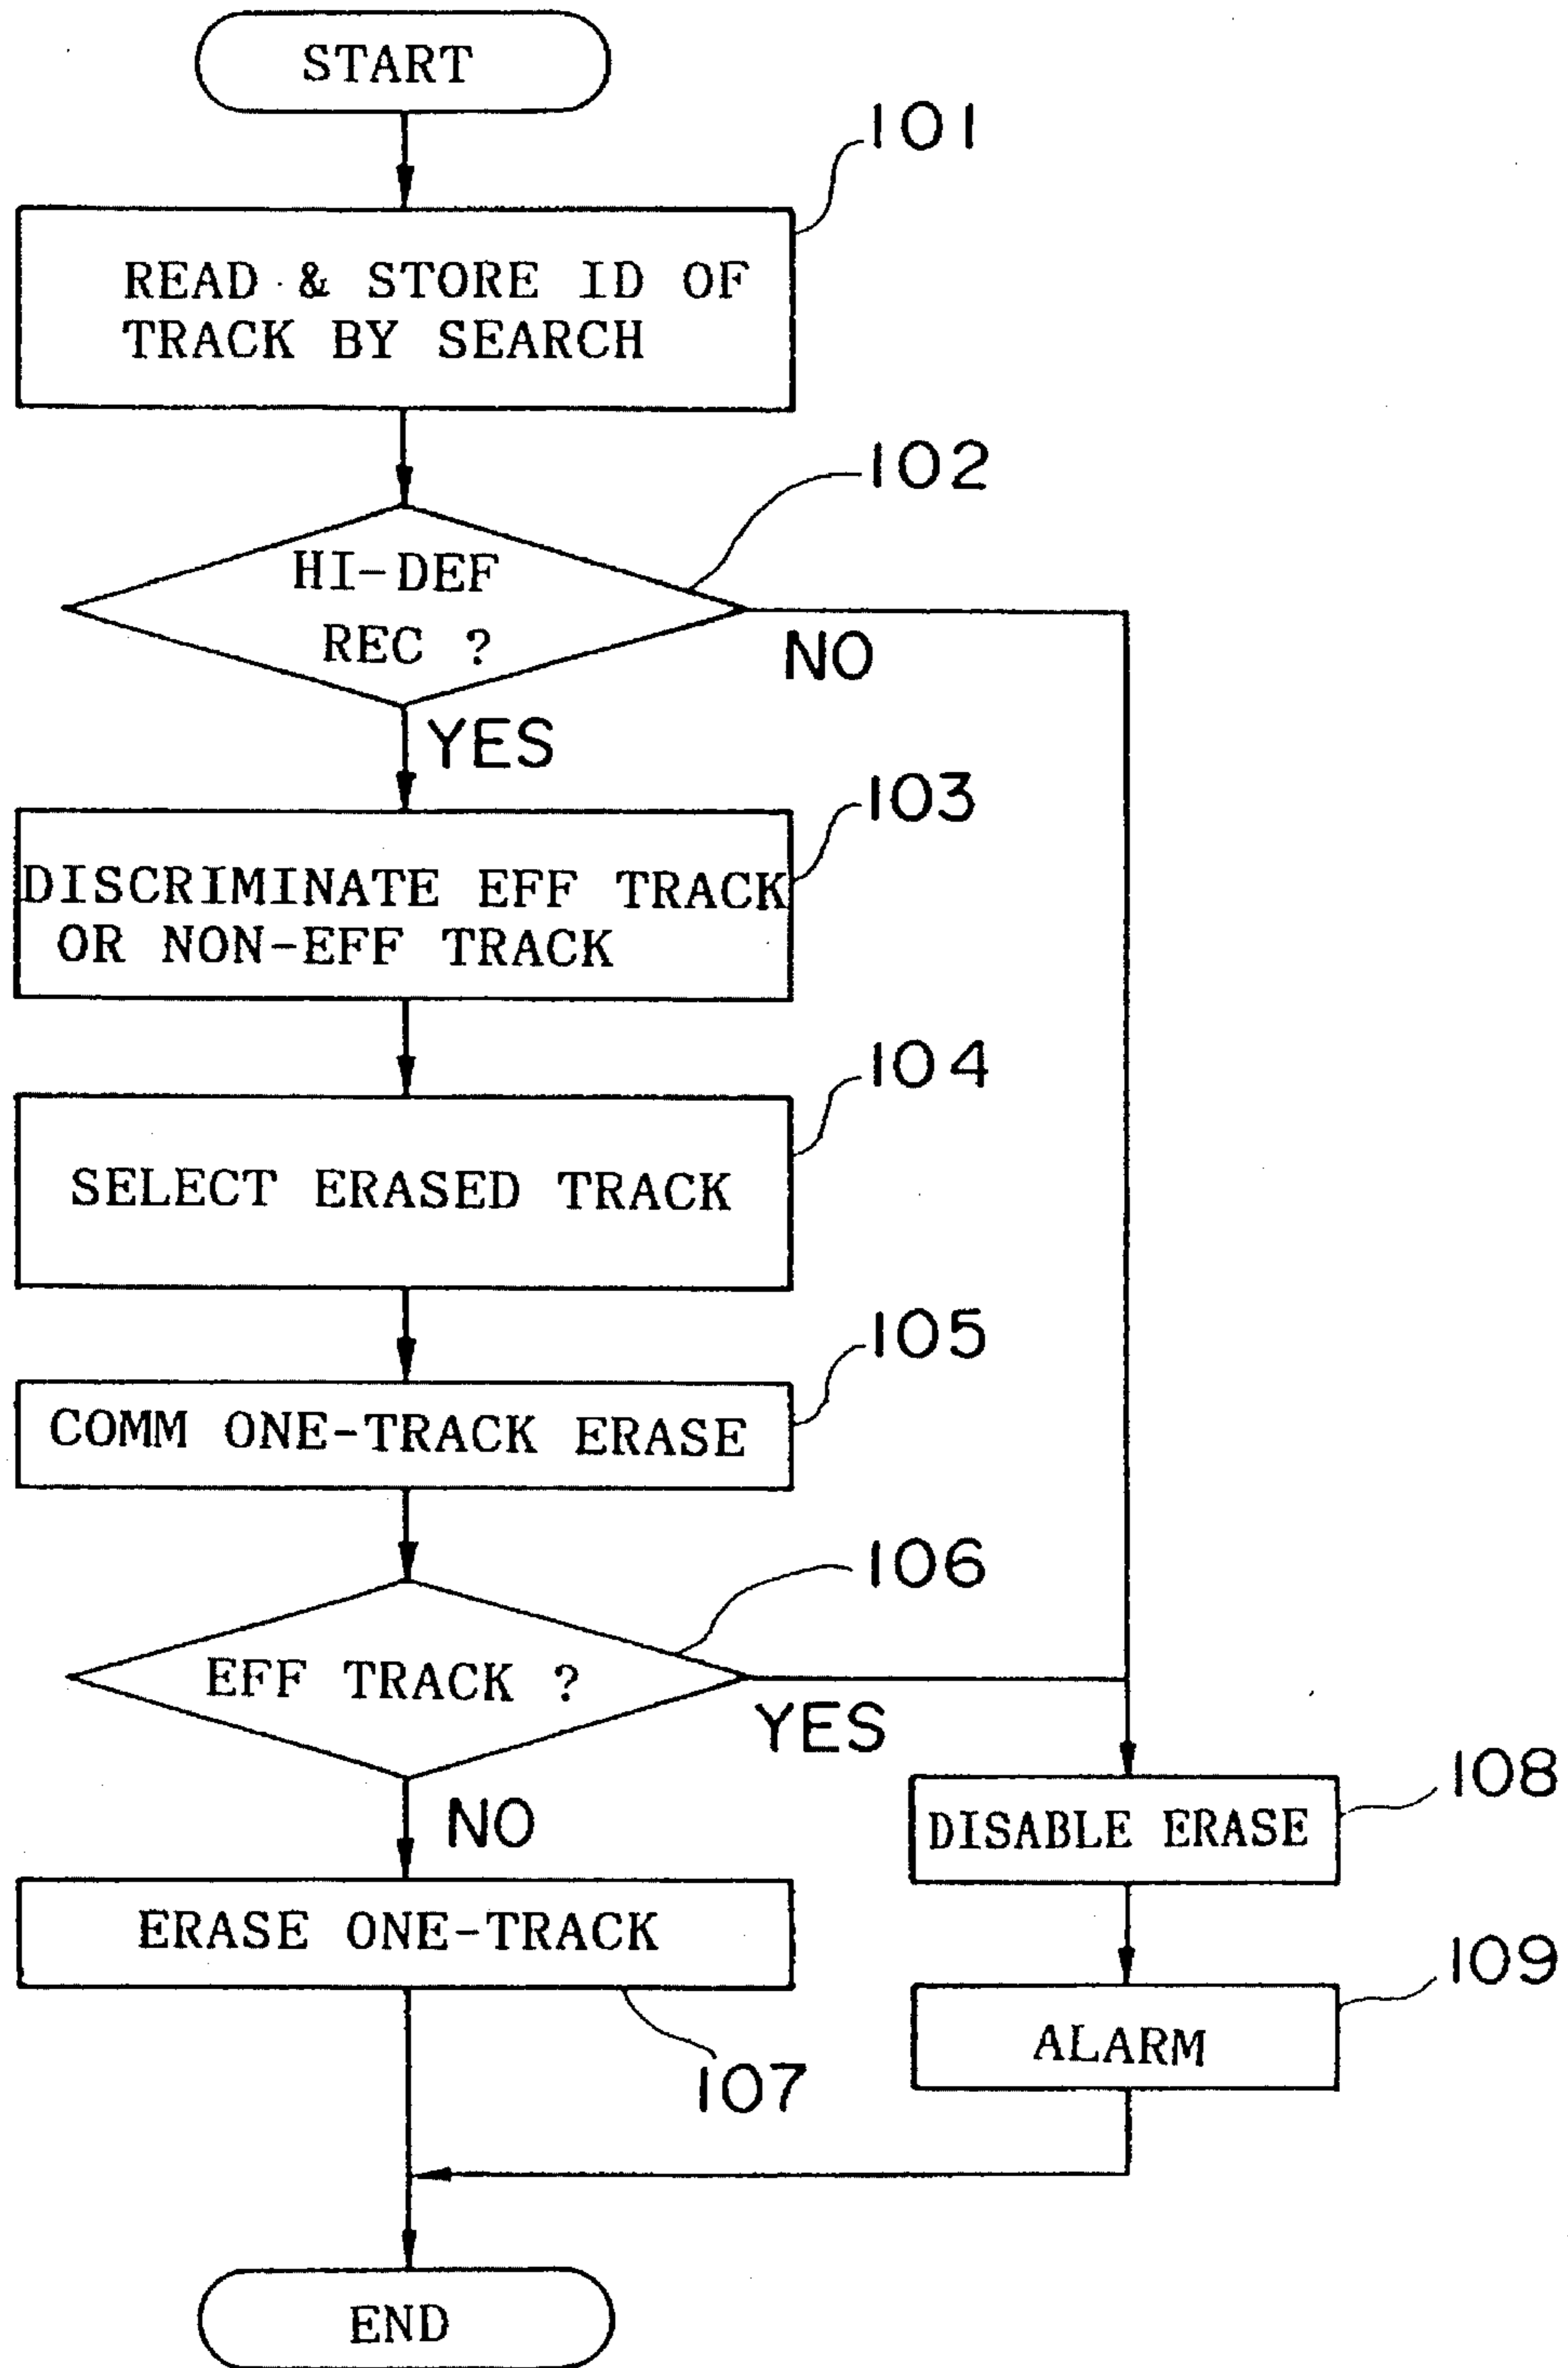 START
101
READ & STORE ID OF
TRACK BY SEARCH
102
HI-DEF
REC ?
NO
YES
103
DISCRIMINATE EFF TRACK
OR NON-EFF TRACK
104
SELECT ERASED TRACK
105
COMM ONE-TRACK ERASE
106
EFF TRACK ?
YES
NO
108
DISABLE ERASE
ERASE ONE-TRACK
107
109
ALARM
END